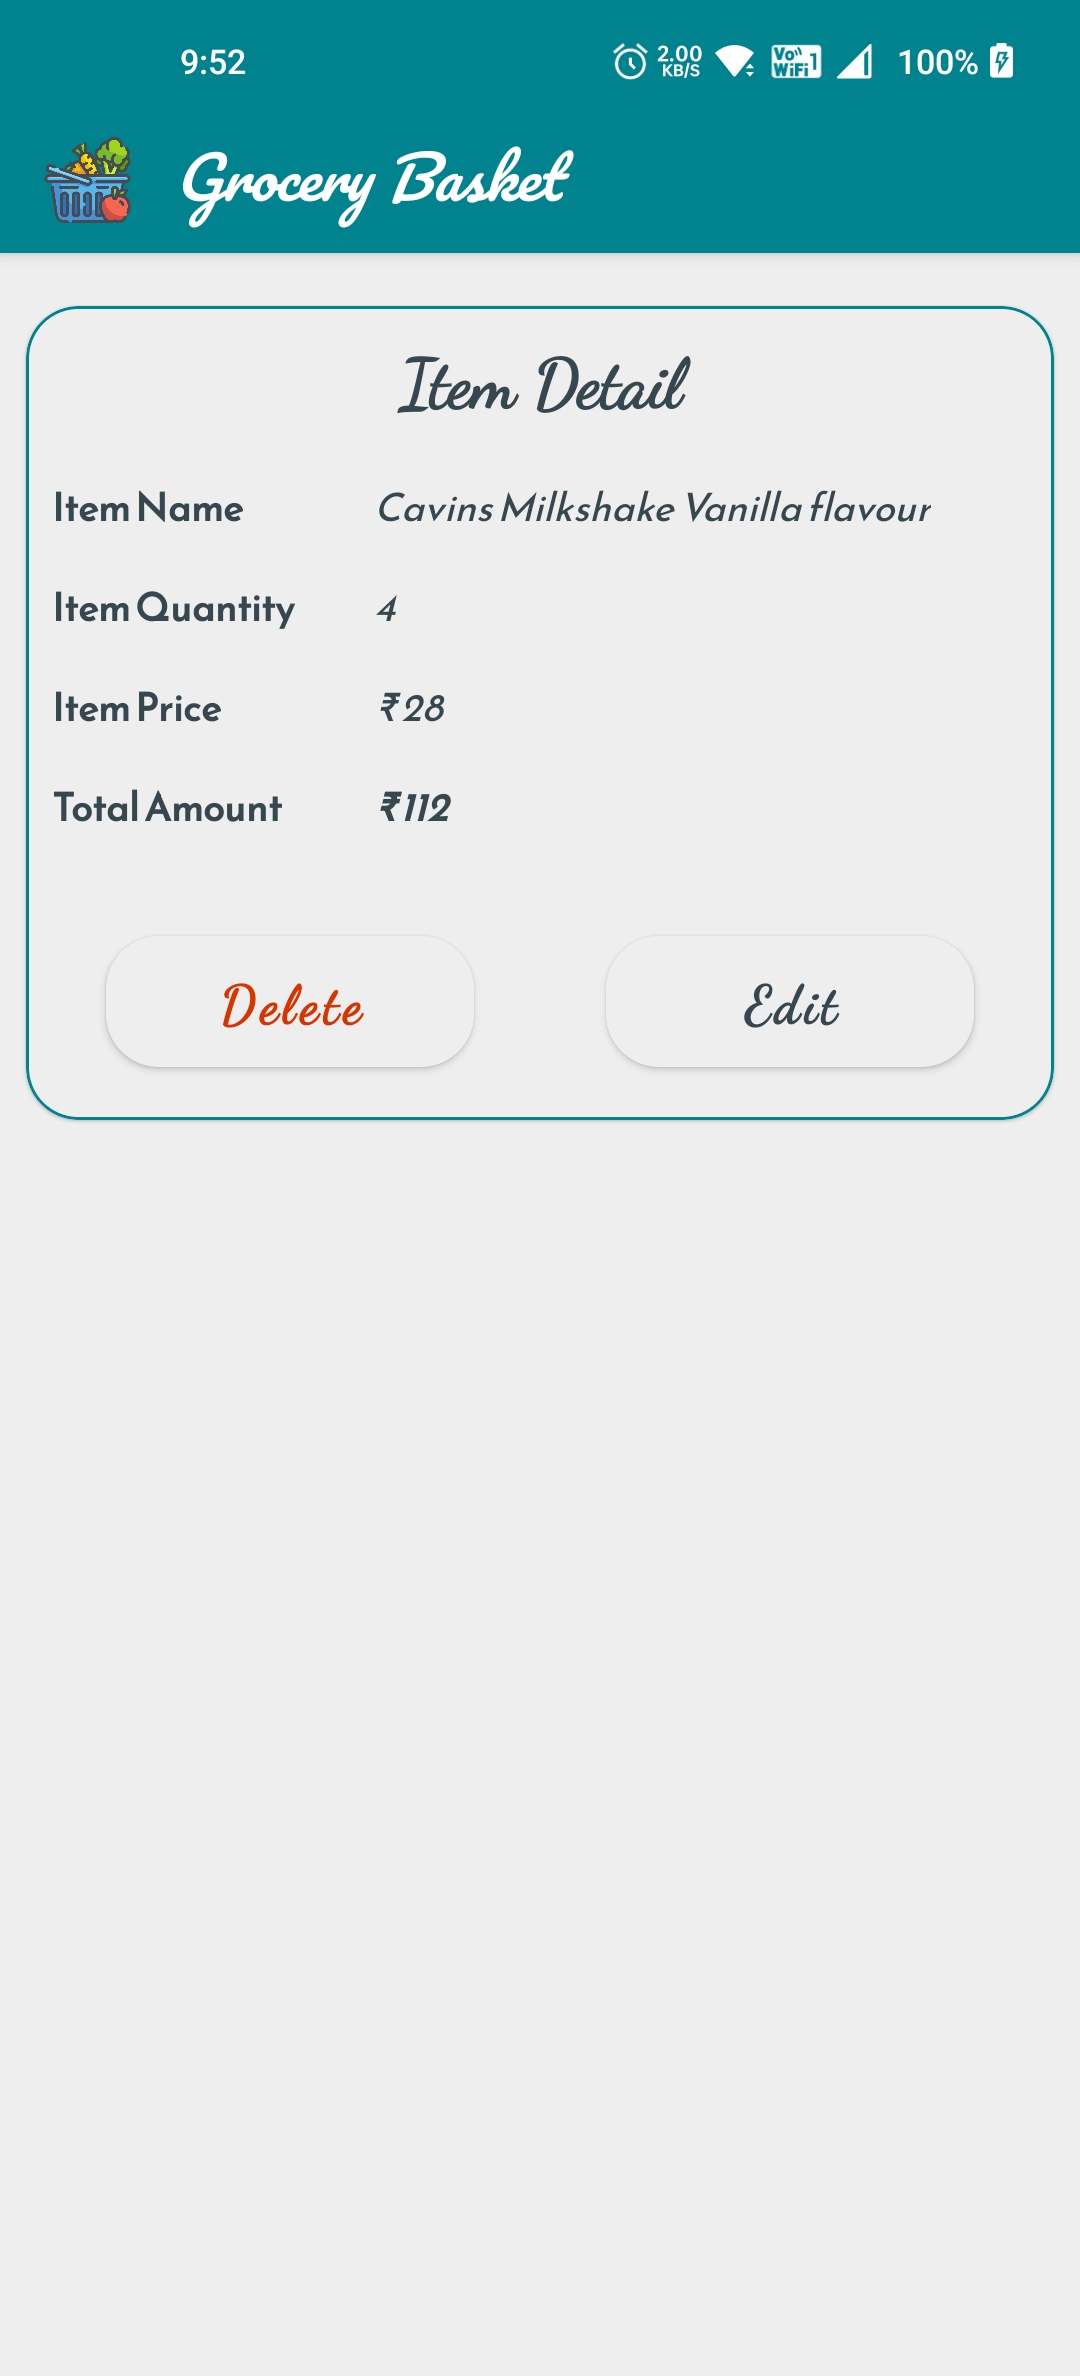 9:52 2.00 KB/S Vo WiFi 1 100%
Grocery Basket
Item Detail
Item Name Cavins Milkshake Vanilla flavour
Item Quantity 4
Item Price ₹28
Total Amount ₹112
Delete Edit